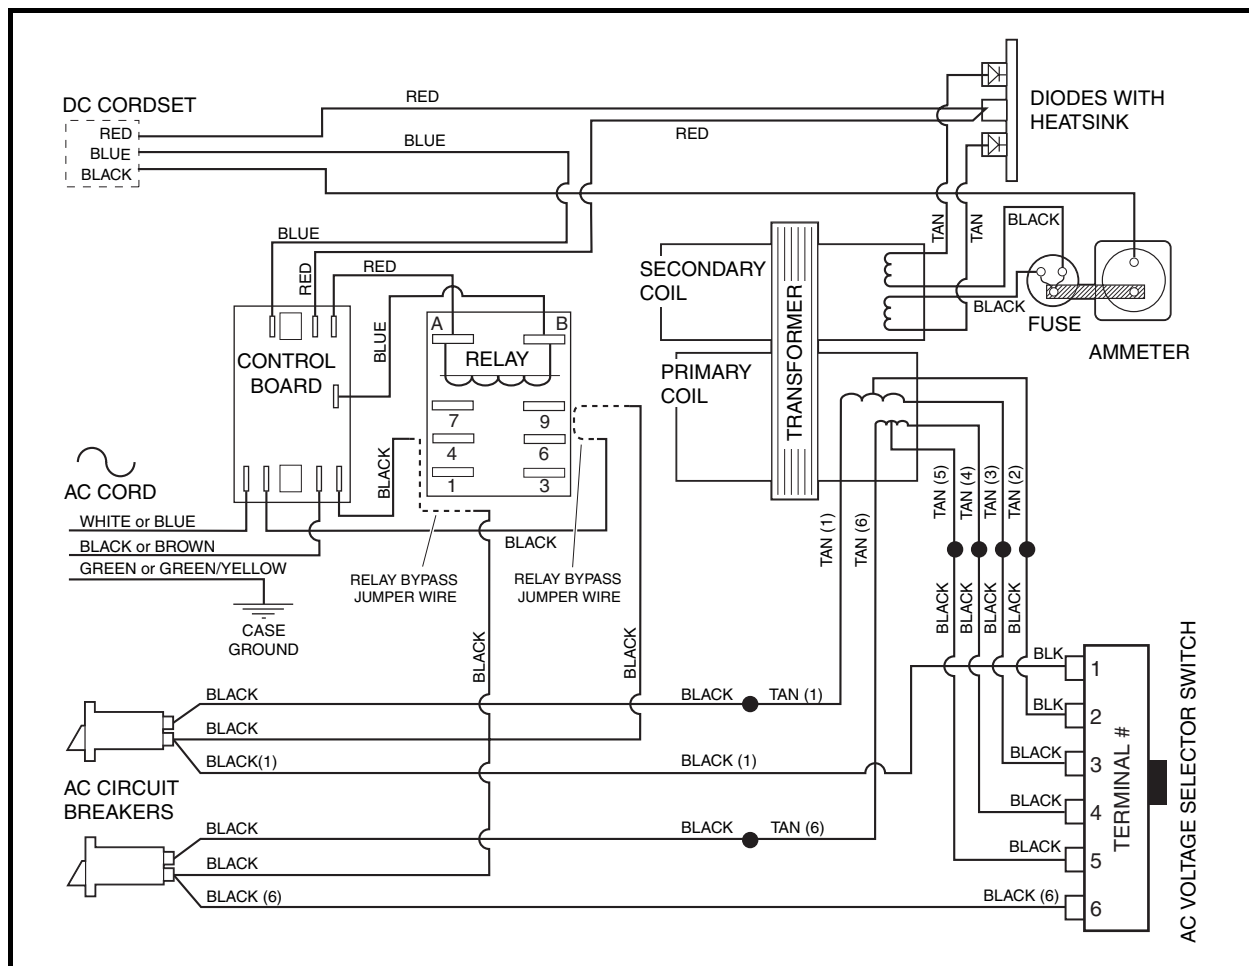 DC CORDSET
RED
BLUE
BLACK
RED
BLUE
RED
DIODES WITH
HEATSINK
BLUE
RED
RED
BLUE
TAN
TAN
BLACK
BLACK
SECONDARY
COIL
TRANSFORMER
FUSE
AMMETER
PRIMARY
COIL
CONTROL
BOARD
A
B
RELAY
7
9
4
6
1
3
BLACK
AC CORD
WHITE or BLUE
BLACK or BROWN
GREEN or GREEN/YELLOW
CASE
GROUND
BLACK
RELAY BYPASS
JUMPER WIRE
RELAY BYPASS
JUMPER WIRE
BLACK
BLACK
TAN (1)
TAN (6)
TAN (5)
TAN (4)
TAN (3)
TAN (2)
BLACK
BLACK
BLACK
BLACK
BLACK
BLACK
TAN (1)
BLACK
BLACK(1)
BLACK (1)
AC CIRCUIT
BREAKERS
BLACK
BLACK
TAN (6)
BLACK
BLACK (6)
BLACK (6)
BLK
1
BLK
2
BLACK
3
BLACK
4
BLACK
5
6
TERMINAL #
AC VOLTAGE SELECTOR SWITCH